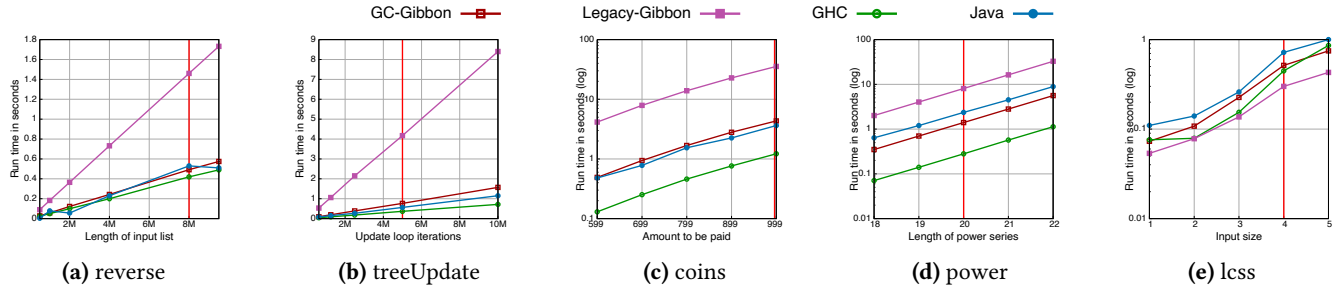 GC-Gibbon Legacy-Gibbon GHC Java
Run time in seconds
1.8
1.6
1.4
1.2
1
0.8
0.6
0.4
0.2
0
2M 4M 6M 8M
Length of input list
(a) reverse
Run time in seconds
9
8
7
6
5
4
3
2
1
0
2M 4M 6M 8M 10M
Update loop iterations
(b) treeUpdate
Run time in seconds (log)
100
10
1
0.1
599 699 799 899 999
Amount to be paid
(c) coins
Run time in seconds (log)
100
10
1
0.1
0.01
18 19 20 21 22
Length of power series
(d) power
Run time in seconds (log)
1
0.1
0.01
1 2 3 4 5
Input size
(e) lcss